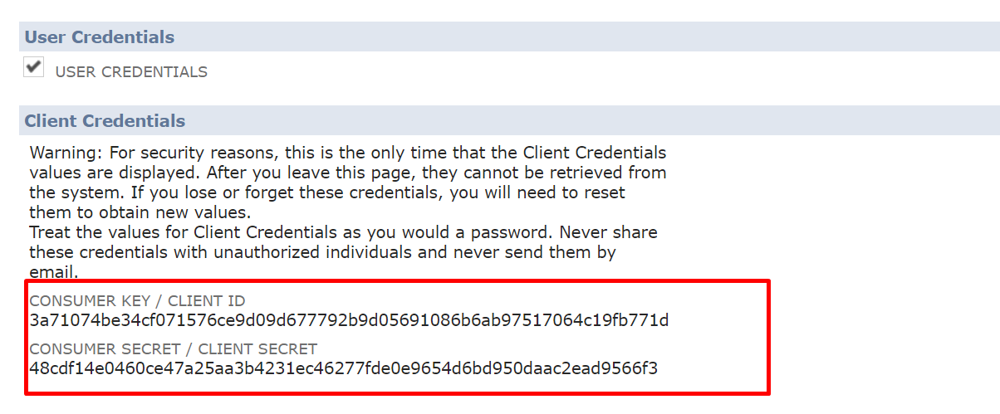 User Credentials
USER CREDENTIALS
Client Credentials
Warning: For security reasons, this is the only time that the Client Credentials
values are displayed. After you leave this page, they cannot be retrieved from
the system. If you lose or forget these credentials, you will need to reset
them to obtain new values.
Treat the values for Client Credentials as you would a password. Never share
these credentials with unauthorized individuals and never send them by
email.
CONSUMER KEY / CLIENT ID
3a71074be34cf071576ce9d09d677792b9d05691086b6ab97517064c19fb771d
CONSUMER SECRET / CLIENT SECRET
48cdf14e0460ce47a25aa3b4231ec46277fde0e9654d6bd950daac2ead9566f3